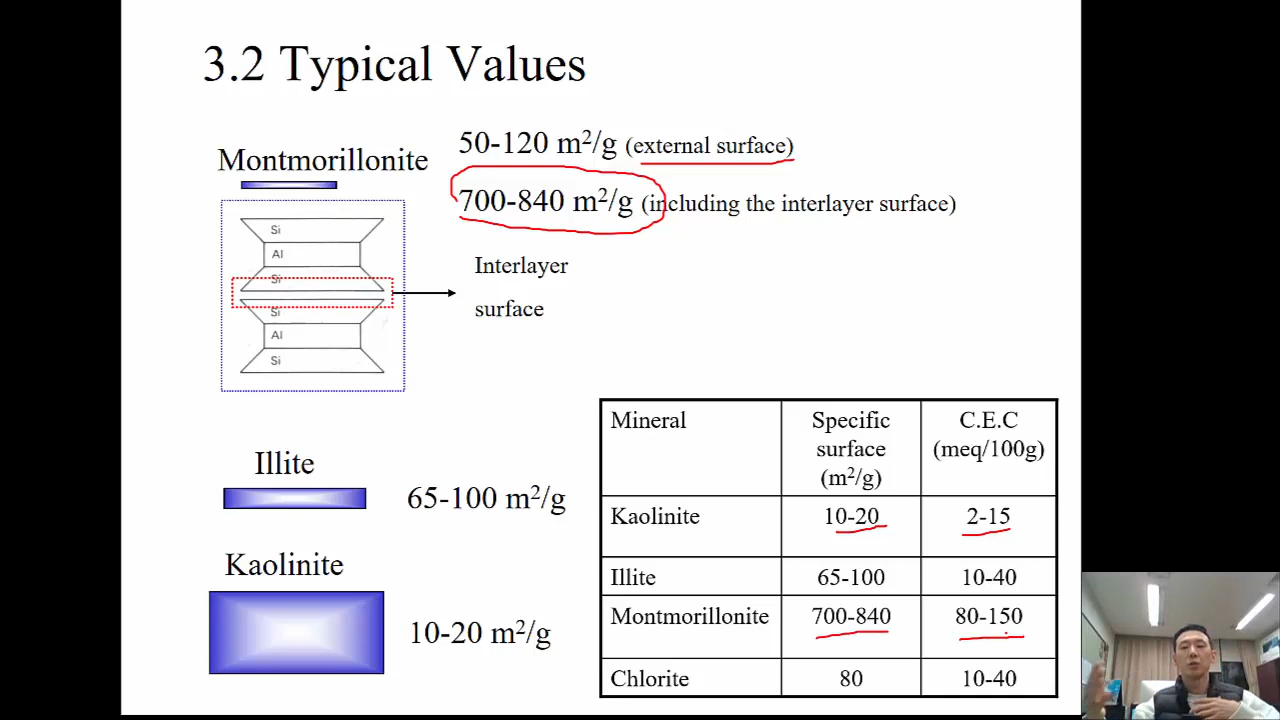 3.2 Typical Values
Montmorillonite
50-120 m²/g (external surface)
700-840 m²/g (including the interlayer surface)
Si
Al
Si
Si
Al
Si
Interlayer
surface
Illite
65-100 m²/g
Kaolinite
10-20 m²/g
Mineral
Specific
surface
(m²/g)
C.E.C
(meq/100g)
Kaolinite 10-20 2-15
Illite 65-100 10-40
Montmorillonite 700-840 80-150
Chlorite 80 10-40